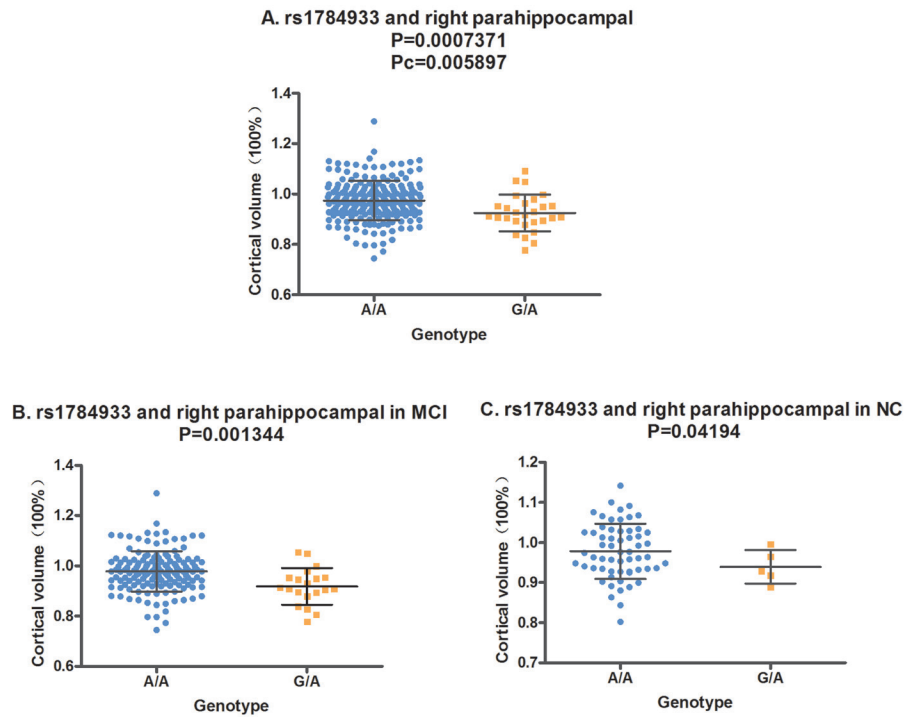 A. rs1784933 and right parahippocampal
P=0.0007371
Pc=0.005897
Cortical volume（100%）
1.4
1.2
1.0
0.8
0.6
A/A G/A
Genotype
B. rs1784933 and right parahippocampal in MCI
P=0.001344
Cortical volume（100%）
1.4
1.2
1.0
0.8
0.6
A/A G/A
Genotype
C. rs1784933 and right parahippocampal in NC
P=0.04194
Cortical volume（100%）
1.2
1.1
1.0
0.9
0.8
0.7
A/A G/A
Genotype